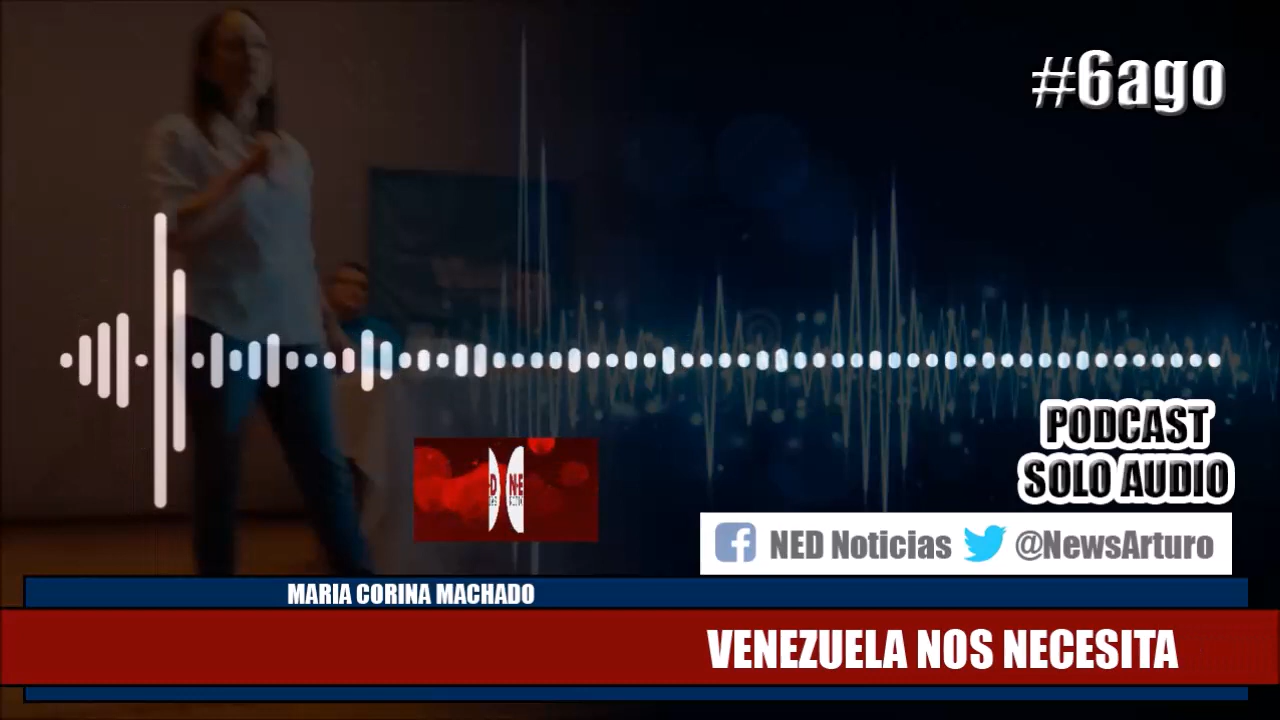 #6ago
PODCAST
SOLO AUDIO
NED Noticias @NewsArturo
MARIA CORINA MACHADO
VENEZUELA NOS NECESITA